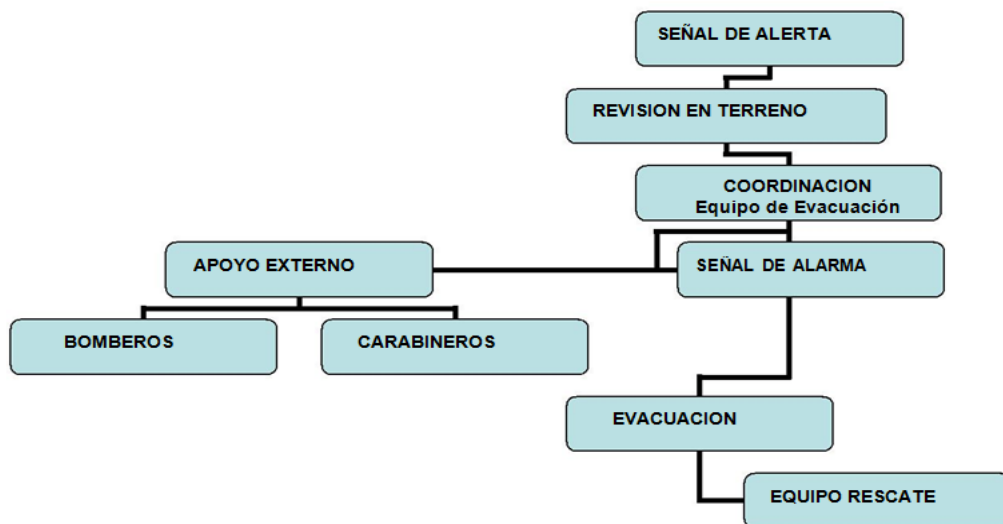 SEÑAL DE ALERTA
REVISION EN TERRENO
COORDINACION
Equipo de Evacuación
APOYO EXTERNO
SEÑAL DE ALARMA
BOMBEROS
CARABINEROS
EVACUACION
EQUIPO RESCATE